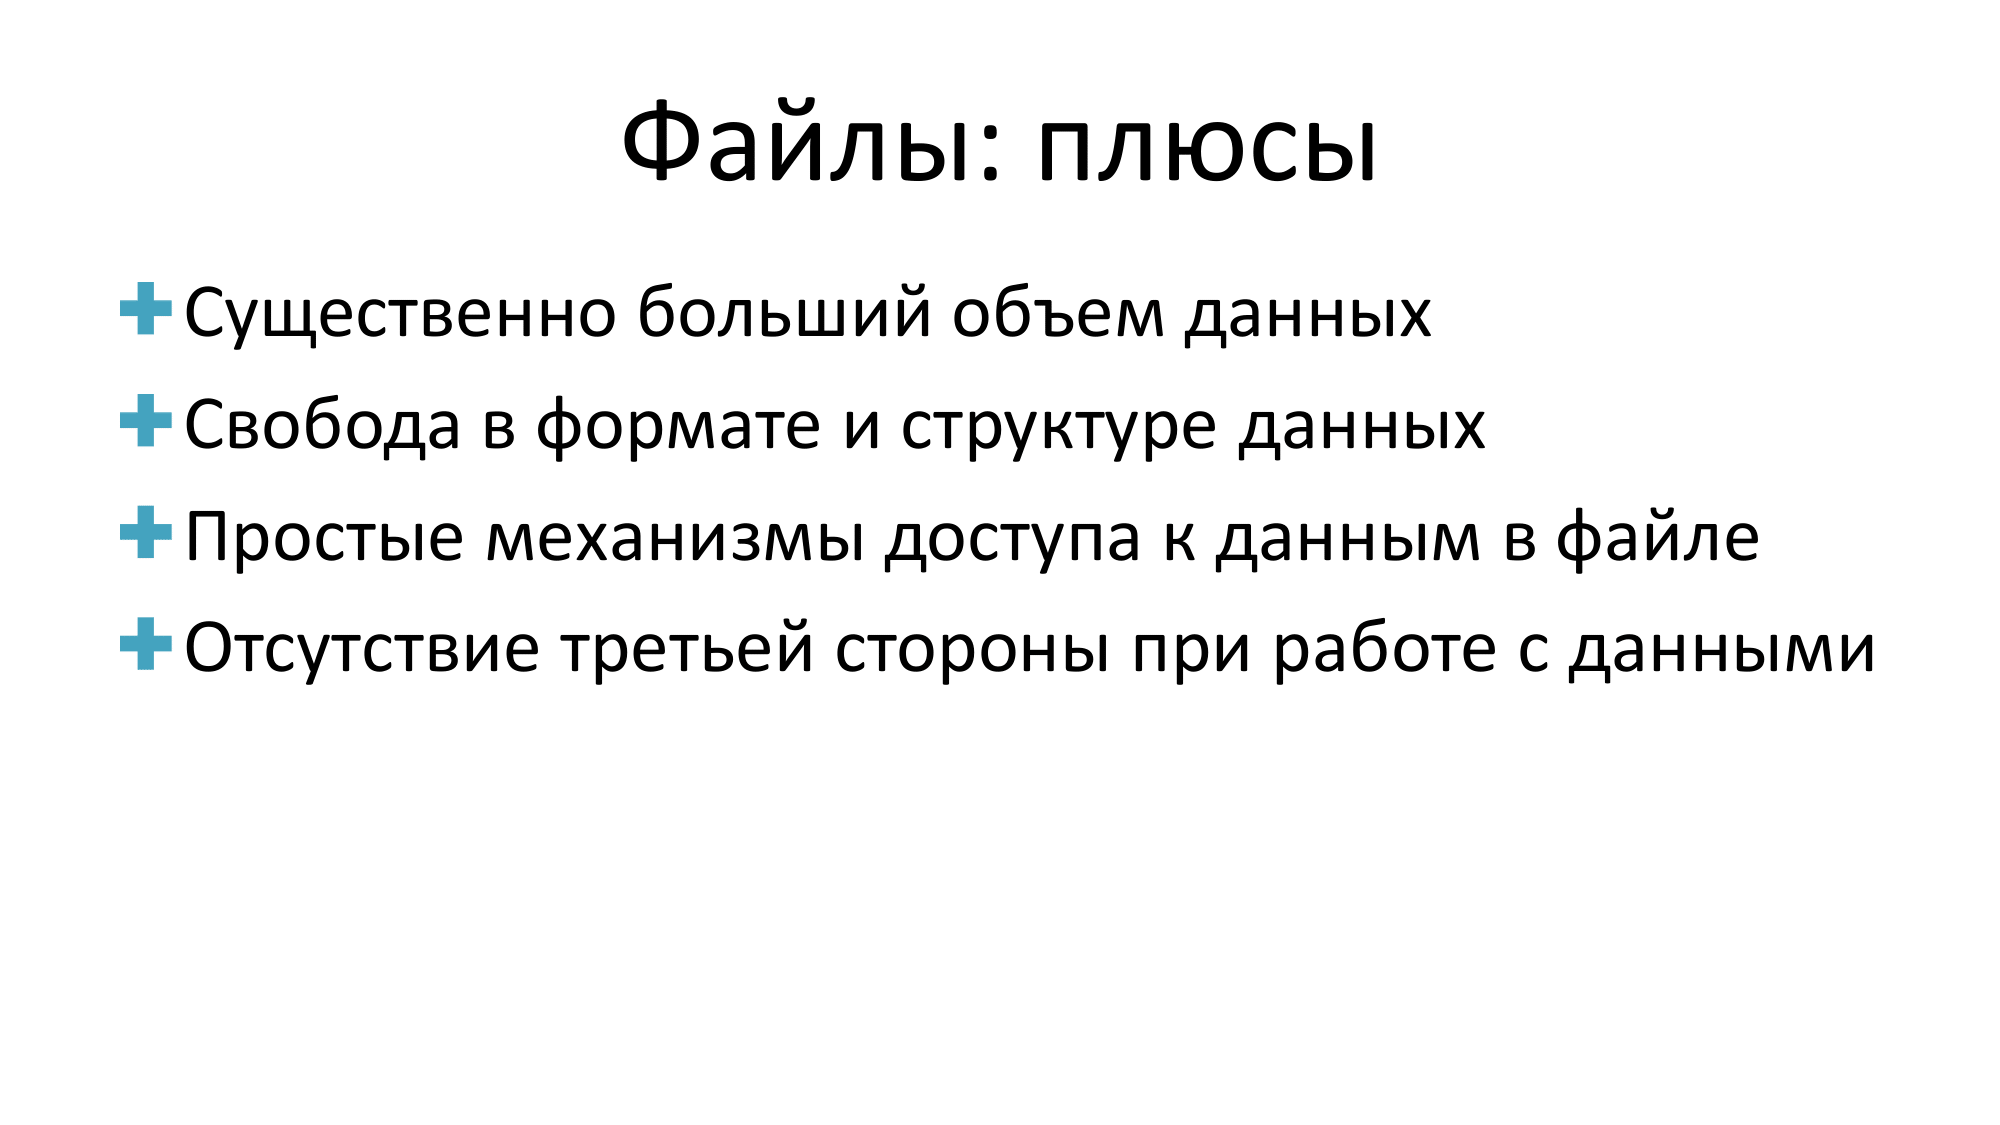 Файлы: плюсы
Существенно больший объем данных
Свобода в формате и структуре данных
Простые механизмы доступа к данным в файле
Отсутствие третьей стороны при работе с данными